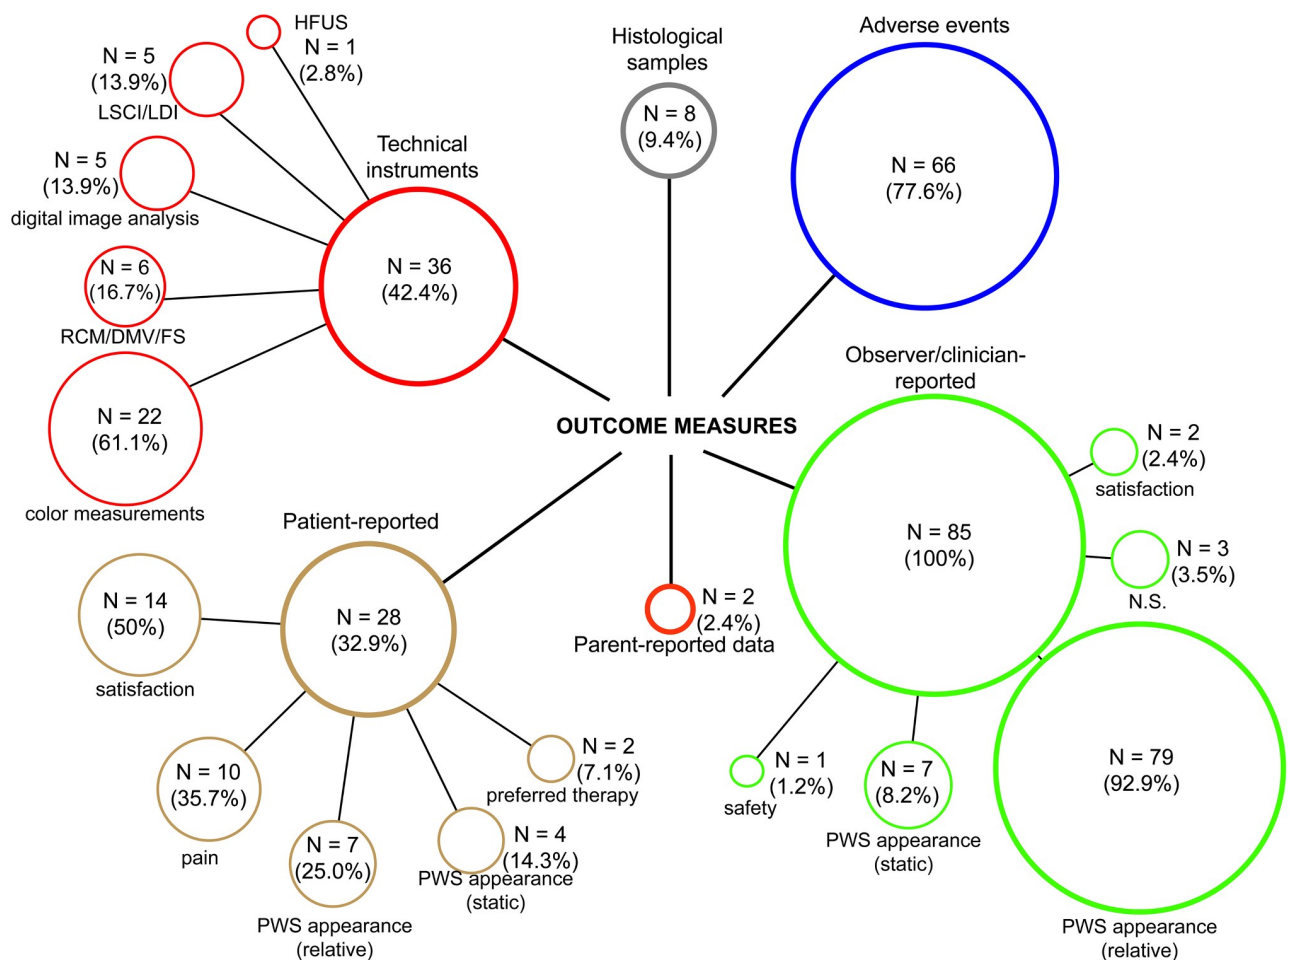 HFUS
N = 1
(2.8%)
N = 5
(13.9%)
LSCI/LDI
N = 5
(13.9%)
digital image analysis
N = 6
(16.7%)
RCM/DMV/FS
N = 22
(61.1%)
color measurements
Technical
instruments
N = 36
(42.4%)
Histological
samples
N = 8
(9.4%)
Adverse events
N = 66
(77.6%)
OUTCOME MEASURES
Observer/clinician-
reported
N = 85
(100%)
N = 2
(2.4%)
satisfaction
N = 3
(3.5%)
N.S.
N = 79
(92.9%)
PWS appearance
(relative)
N = 7
(8.2%)
PWS appearance
(static)
N = 1
(1.2%)
safety
N = 2
(2.4%)
Parent-reported data
Patient-reported
N = 28
(32.9%)
N = 14
(50%)
satisfaction
N = 10
(35.7%)
pain
N = 7
(25.0%)
PWS appearance
(relative)
N = 4
(14.3%)
PWS appearance
(static)
N = 2
(7.1%)
preferred therapy